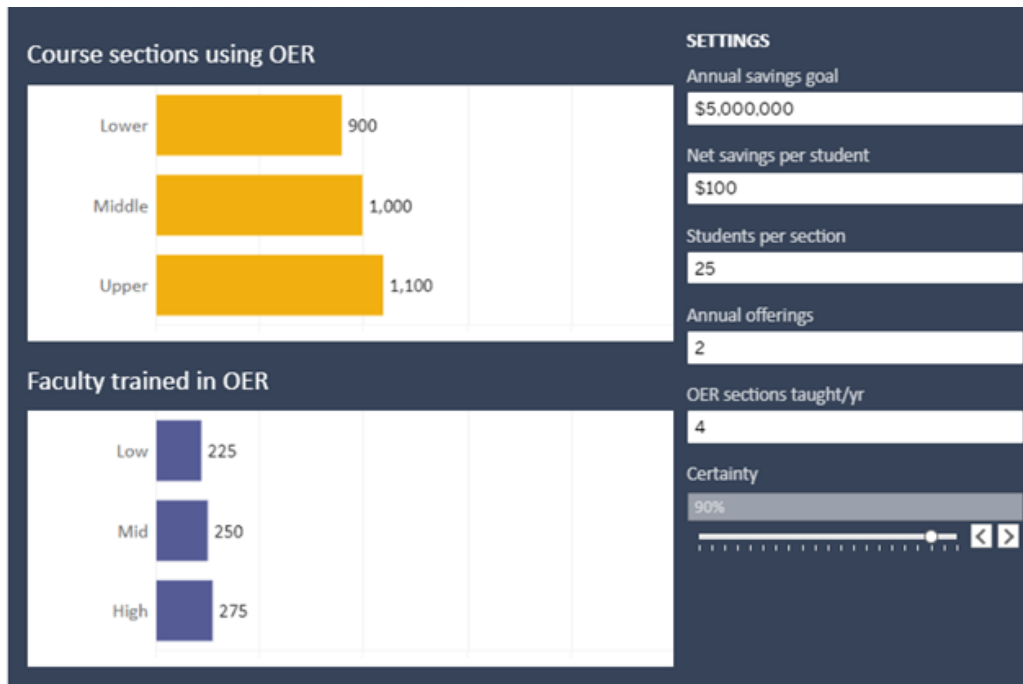 Course sections using OER
Lower 900
Middle 1,000
Upper 1,100
Faculty trained in OER
Low 225
Mid 250
High 275
SETTINGS
Annual savings goal
$5,000,000
Net savings per student
$100
Students per section
25
Annual offerings
2
OER sections taught/yr
4
Certainty
90%